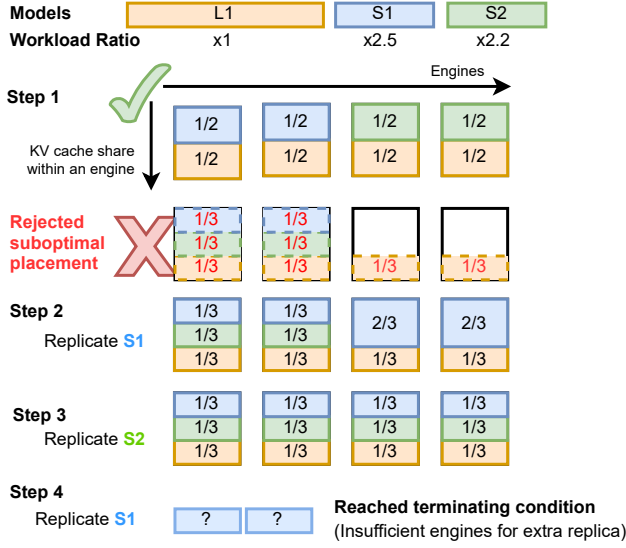 Models L1 S1 S2
Workload Ratio x1 x2.5 x2.2
Engines
Step 1
KV cache share
within an engine
1/2 1/2 1/2 1/2
1/2 1/2 1/2 1/2
Rejected
suboptimal
placement
1/3 1/3
1/3 1/3
1/3 1/3 1/3 1/3
Step 2
Replicate S1
1/3 1/3 2/3 2/3
1/3 1/3
1/3 1/3 1/3 1/3
Step 3
Replicate S2
1/3 1/3 1/3 1/3
1/3 1/3 1/3 1/3
1/3 1/3 1/3 1/3
Step 4
Replicate S1
? ?
Reached terminating condition
(Insufficient engines for extra replica)